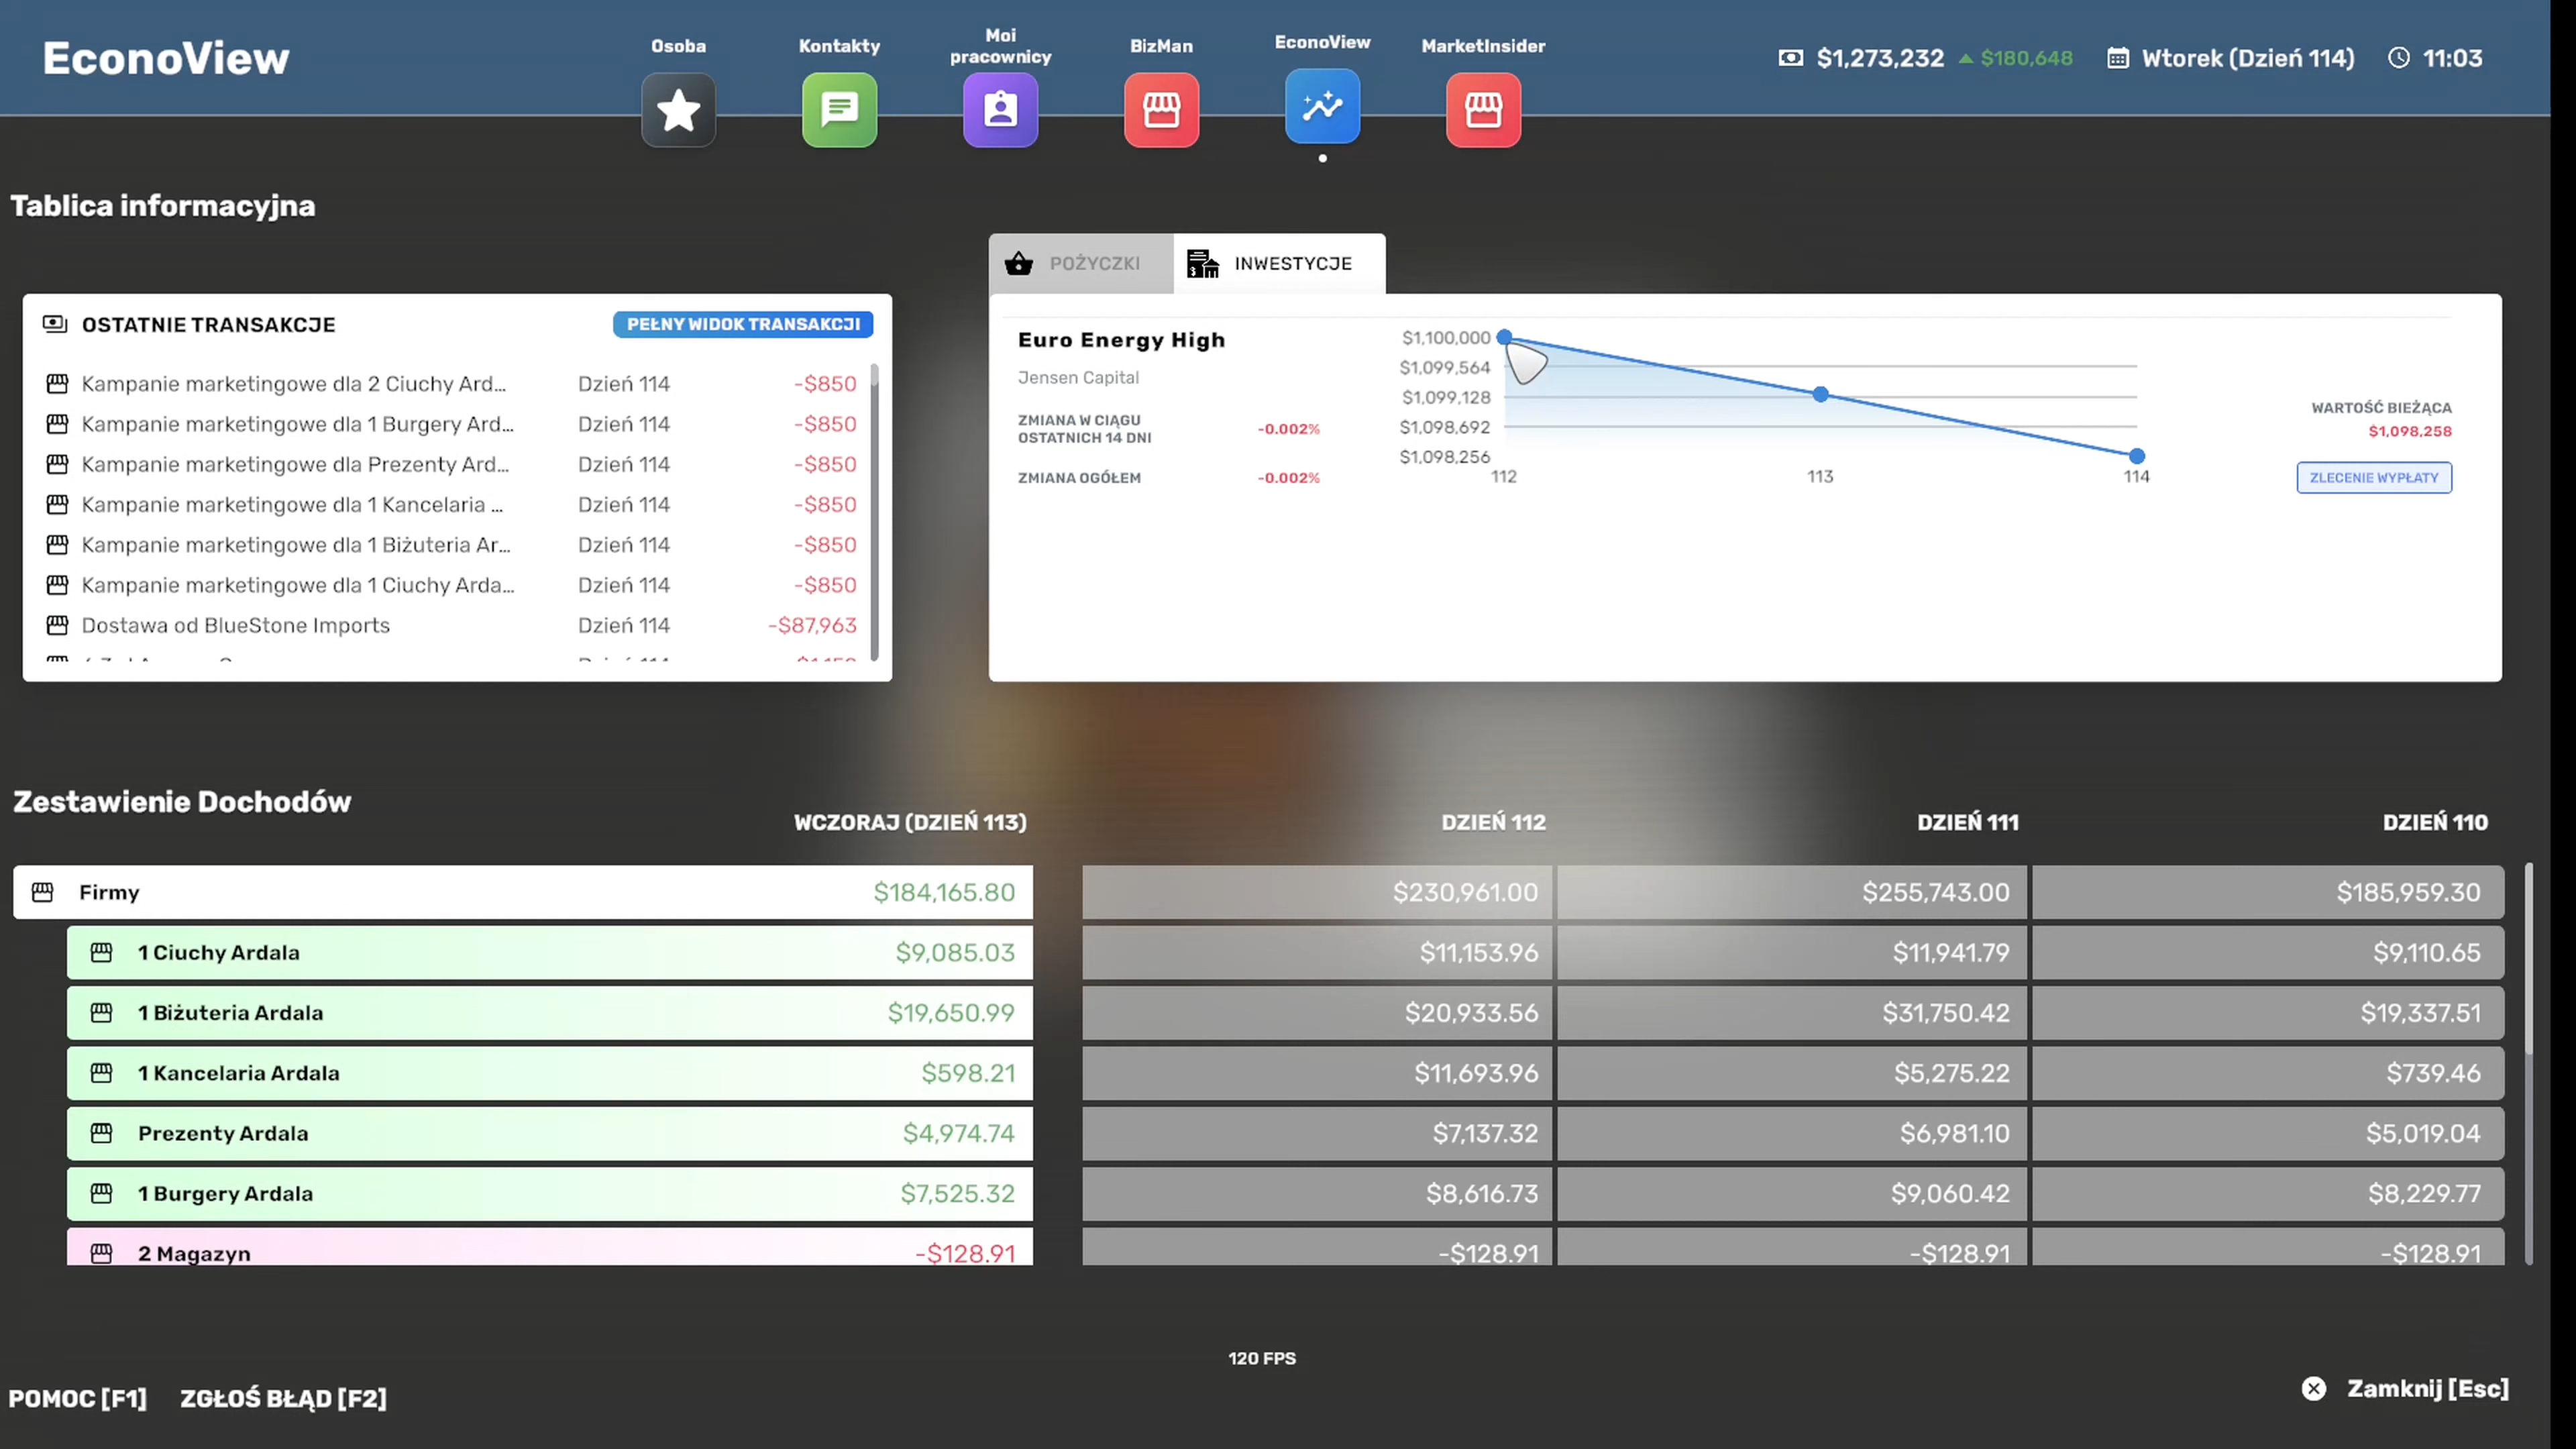 EconoView
Osoba
Kontakty
Moi
pracownicy
BizMan
EconoView
MarketInsider
$1,273,232 $180,648
Wtorek (Dzień 114)
11:03
Tablica informacyjna
OSTATNIE TRANSAKCJE
PEŁNY WIDOK TRANSAKCJI
Kampanie marketingowe dla 2 Ciuchy Ard... Dzień 114 -$850
Kampanie marketingowe dla 1 Burgery Ard... Dzień 114 -$850
Kampanie marketingowe dla Prezenty Ard... Dzień 114 -$850
Kampanie marketingowe dla 1 Kancelaria ... Dzień 114 -$850
Kampanie marketingowe dla 1 Biżuteria Ar... Dzień 114 -$850
Kampanie marketingowe dla 1 Ciuchy Arda... Dzień 114 -$850
Dostawa od BlueStone Imports Dzień 114 -$87,963
POŻYCZKI
INWESTYCJE
Euro Energy High
Jensen Capital
ZMIANA W CIĄGU
OSTATNICH 14 DNI -0.002%
ZMIANA OGÓŁEM -0.002%
$1,100,000
$1,099,564
$1,099,128
$1,098,692
$1,098,256
112 113 114
WARTOŚĆ BIEŻĄCA
$1,098,258
ZLECENIE WYPŁATY
Zestawienie Dochodów
WCZORAJ (DZIEŃ 113) DZIEŃ 112 DZIEŃ 111 DZIEŃ 110
Firmy $184,165.80 $230,961.00 $255,743.00 $185,959.30
1 Ciuchy Ardala $9,085.03 $11,153.96 $11,941.79 $9,110.65
1 Biżuteria Ardala $19,650.99 $20,933.56 $31,750.42 $19,337.51
1 Kancelaria Ardala $598.21 $11,693.96 $5,275.22 $739.46
Prezenty Ardala $4,974.74 $7,137.32 $6,981.10 $5,019.04
1 Burgery Ardala $7,525.32 $8,616.73 $9,060.42 $8,229.77
2 Magazyn -$128.91 -$128.91 -$128.91 -$128.91
120 FPS
POMOC [F1] ZGŁOŚ BŁĄD [F2]
Zamknij [Esc]